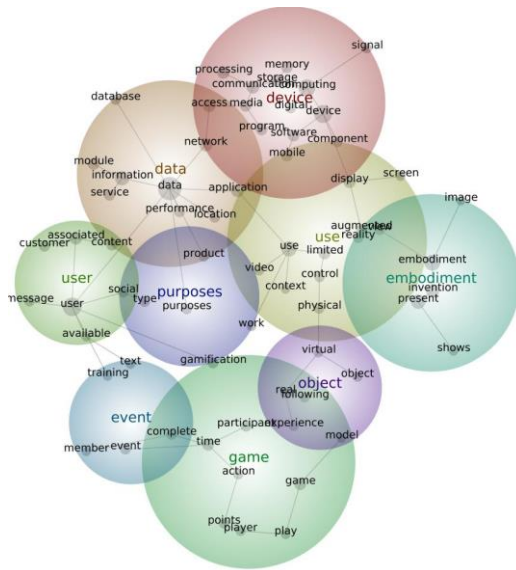 signal
memory
processing
storage
communication computing
database
device
access media
digital
device
program
software
network
component
mobile
data
module
information
data
display
screen
service
application
image
performance
location
use
augmented
view
reality
associated
customer
content
product
use
limited
embodiment
user
video
control
embodiment
social
purposes
context
invention
message
type
present
user
purposes
physical
available
work
virtual
shows
text
gamification
training
object
real
object
following
event
participant
experience
complete
model
member
event
time
game
action
game
points
player
play